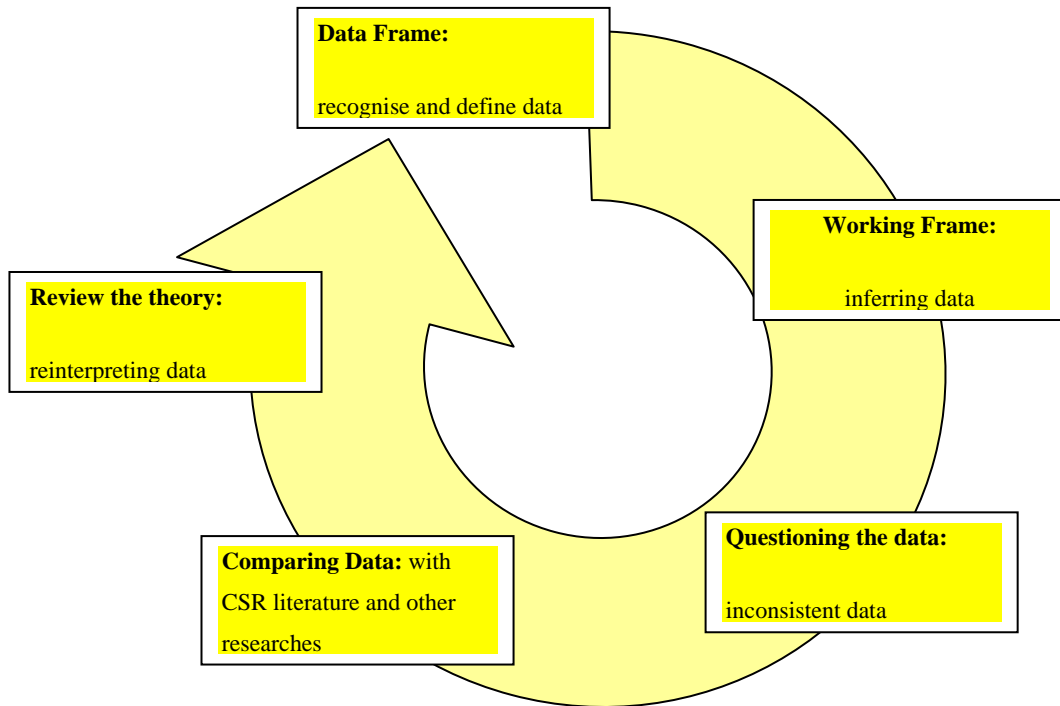 Data Frame:
recognise and define data
Working Frame:
inferring data
Questioning the data:
inconsistent data
Comparing Data: with
CSR literature and other
researches
Review the theory:
reinterpreting data